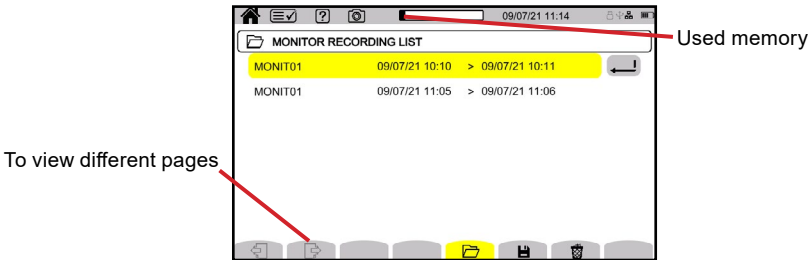 09/07/21 11:14
MONITOR RECORDING LIST
Used memory
MONIT01 09/07/21 10:10 > 09/07/21 10:11
MONIT01 09/07/21 11:05 > 09/07/21 11:06
To view different pages